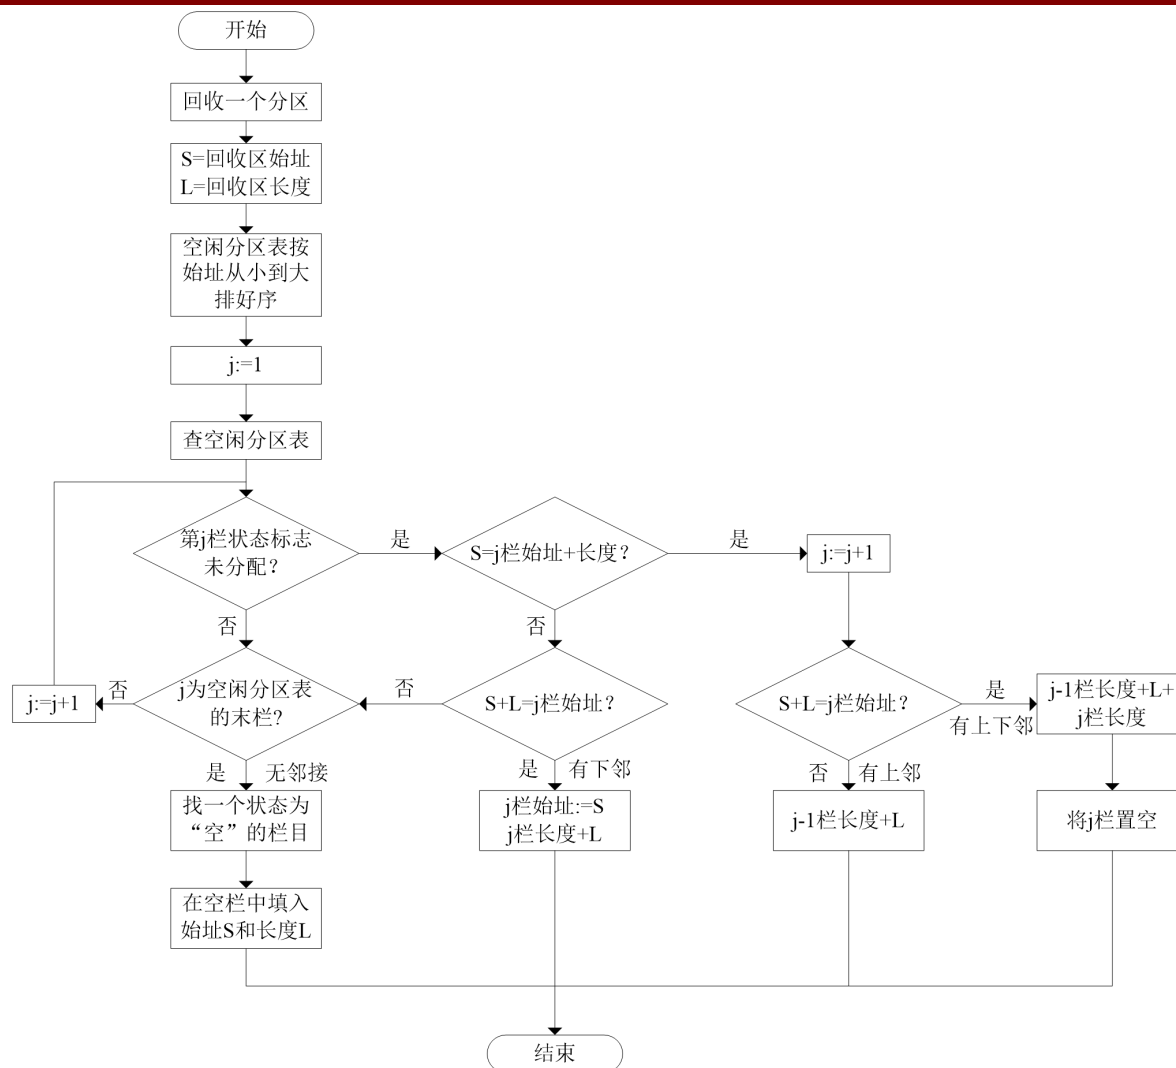 开始
回收一个分区
S=回收区始址
L=回收区长度
空闲分区表按
始址从小到大
排好序
j:=1
查空闲分区表
第j栏状态标志
未分配？
是
S=j栏始址+长度？
是
j:=j+1
否
否
j:=j+1
否
j为空闲分区表
的末栏?
否
S+L=j栏始址？
S+L=j栏始址？
是
有上下邻
j-1栏长度+L+
j栏长度
是
无邻接
是
有下邻
否
有上邻
找一个状态为
“空”的栏目
j栏始址:=S
j栏长度+L
j-1栏长度+L
将j栏置空
在空栏中填入
始址S和长度L
结束